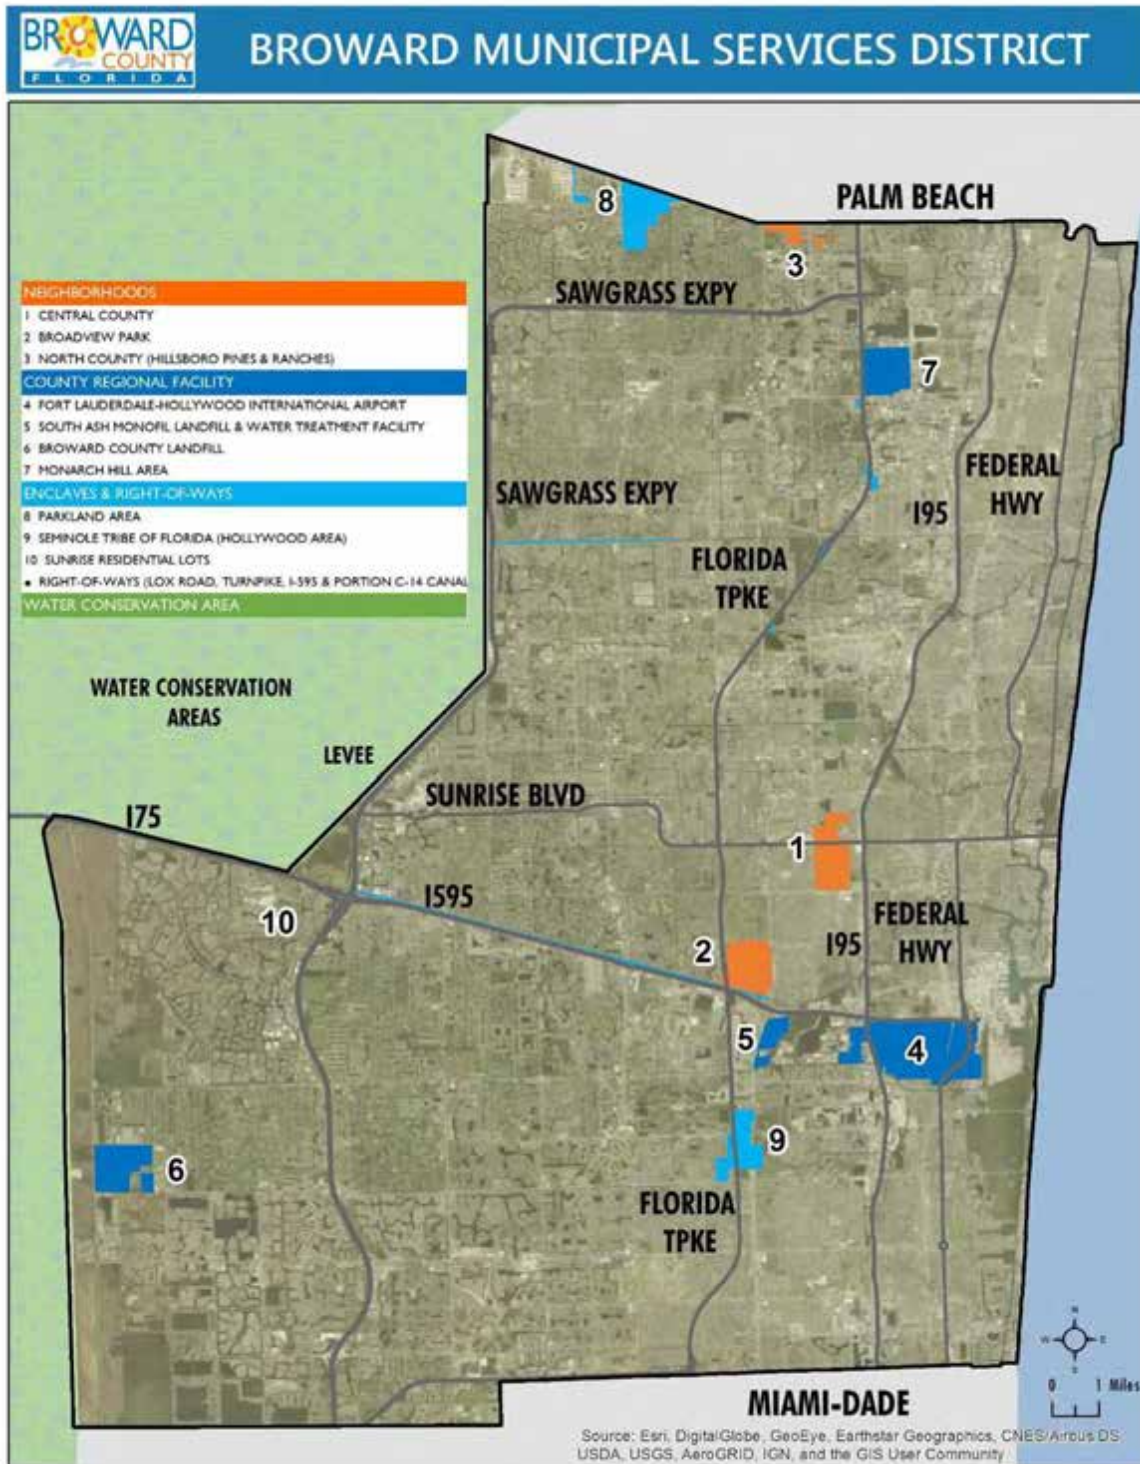 BROWARD
COUNTY
FLORIDA
BROWARD MUNICIPAL SERVICES DISTRICT
PALM BEACH
8
3
SAWGRASS EXPY
NEIGHBORHOODS
1 CENTRAL COUNTY
2 BROADVIEW PARK
3 NORTH COUNTY (HILLSBORO PINES & RANCHES)
COUNTY REGIONAL FACILITY
4 FORT LAUDERDALE-HOLLYWOOD INTERNATIONAL AIRPORT
5 SOUTH ASH MONOFIL LANDFILL & WATER TREATMENT FACILITY
6 BROWARD COUNTY LANDFILL
7 MONARCH HILL AREA
ENCLAVES & RIGHT-OF-WAYS
8 PARKLAND AREA
9 SEMINOLE TRIBE OF FLORIDA (HOLLYWOOD AREA)
10 SUNRISE RESIDENTIAL LOTS
• RIGHT-OF-WAYS (LOX ROAD, TURNPIKE, I-595 & PORTION C-14 CANAL
WATER CONSERVATION AREA
7
SAWGRASS EXPY
FEDERAL
HWY
I95
FLORIDA
TPKE
WATER CONSERVATION
AREAS
LEVEE
SUNRISE BLVD
I75
1
I595
10
FEDERAL
HWY
I95
2
5
4
9
6
FLORIDA
TPKE
N
W E
S
0 1 Miles
MIAMI-DADE
Source: Esri, DigitalGlobe, GeoEye, Earthstar Geographics, CNES/Airbus DS,
USDA, USGS, AeroGRID, IGN, and the GIS User Community